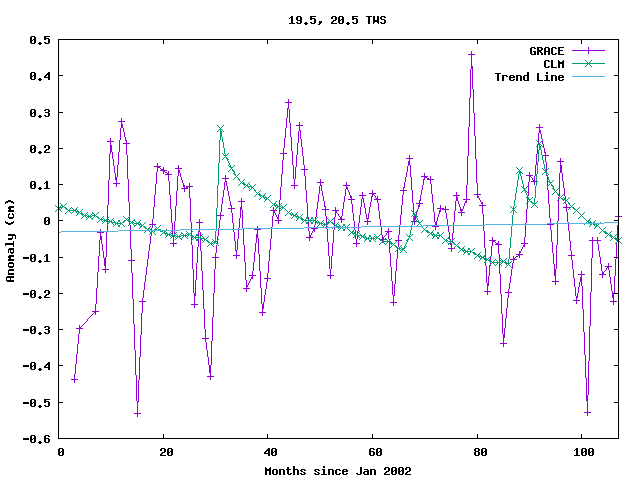 19.5, 20.5 TWS
GRACE
CLM
Trend Line
0.5
0.4
0.3
0.2
0.1
0
-0.1
-0.2
-0.3
-0.4
-0.5
-0.6
Anomaly (cm)
0 20 40 60 80 100
Months since Jan 2002